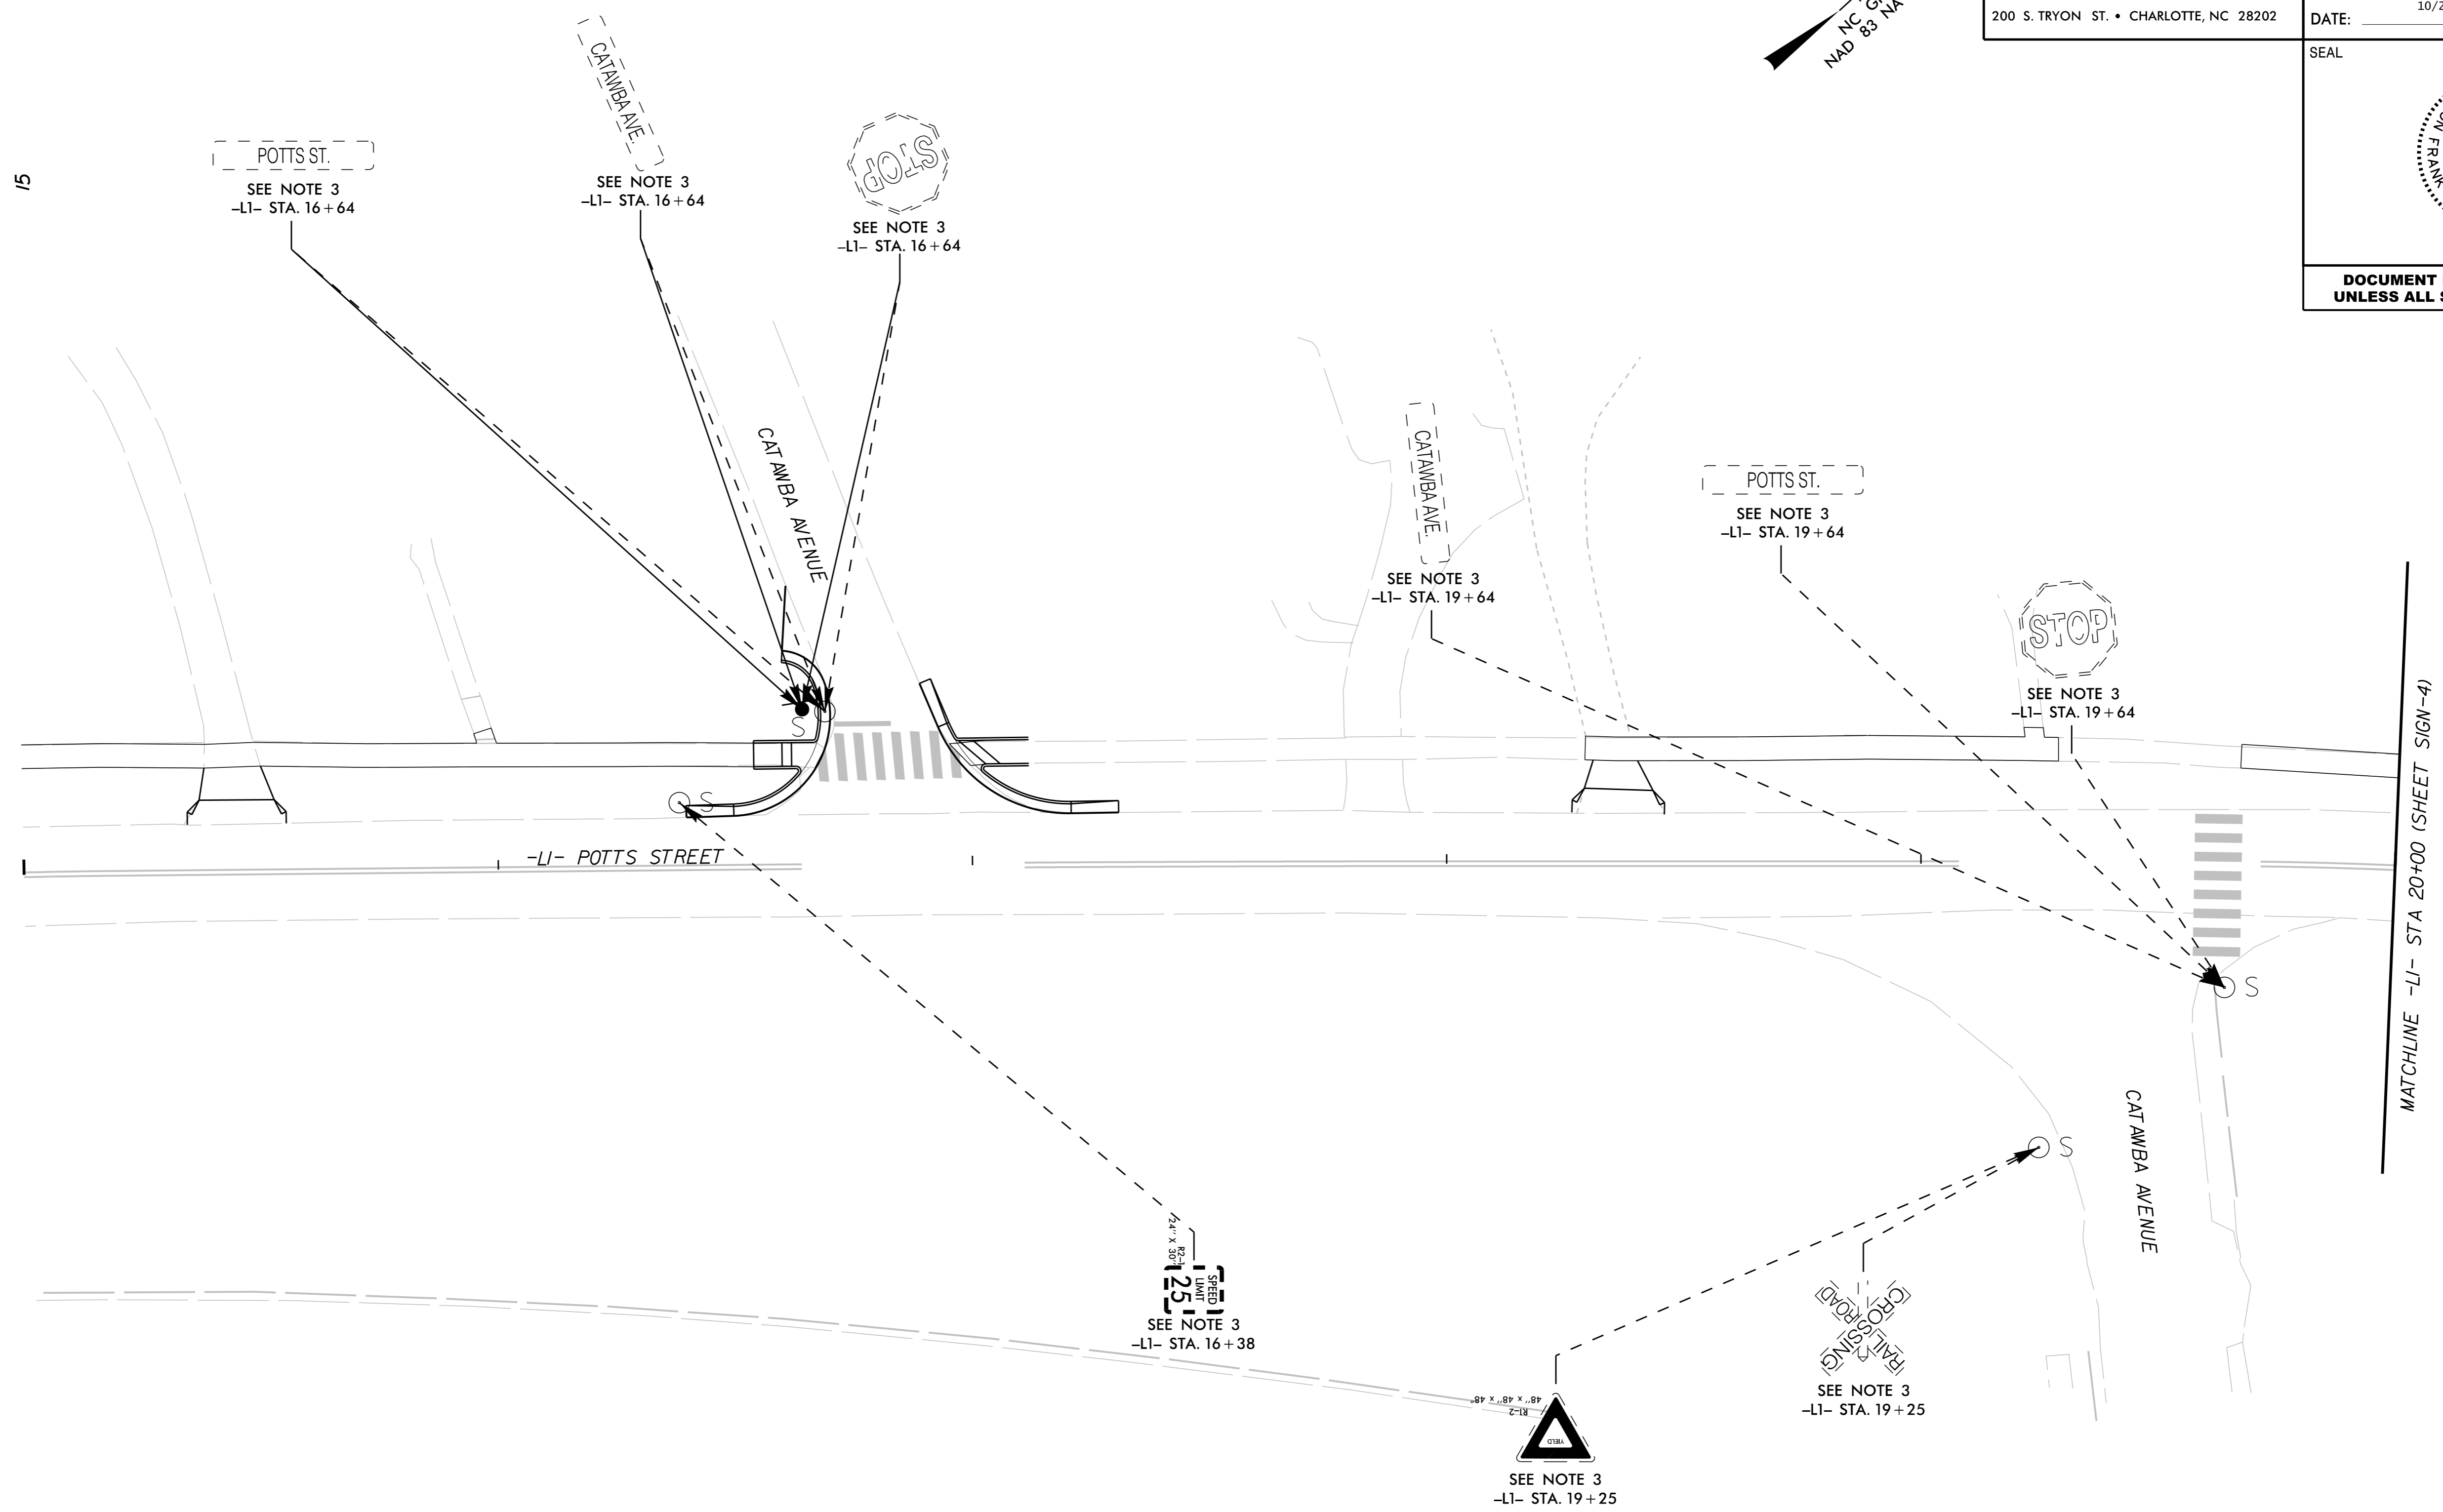 200 S. TRYON ST. • CHARLOTTE, NC 28202
DATE:
SEAL
DOCUMENT
UNLESS ALL
NAD 83
15
POTTS ST.
SEE NOTE 3
–L1– STA. 16+64
CATAWBA AVE.
SEE NOTE 3
–L1– STA. 16+64
STOP
SEE NOTE 3
–L1– STA. 16+64
CATAWBA AVENUE
CATAWBA AVE.
SEE NOTE 3
–L1– STA. 19+64
POTTS ST.
SEE NOTE 3
–L1– STA. 19+64
STOP
SEE NOTE 3
–L1– STA. 19+64
S
S
-L1- POTTS STREET
S
S
CATAWBA AVENUE
MATCHLINE -L1- STA 20+00 (SHEET SIGN-4)
R2-1
24" X 30"
SPEED
LIMIT
25
SEE NOTE 3
–L1– STA. 16+38
RAILROAD
CROSSING
SEE NOTE 3
–L1– STA. 19+25
R1-2
48" x 48" x 48"
YIELD
SEE NOTE 3
–L1– STA. 19+25